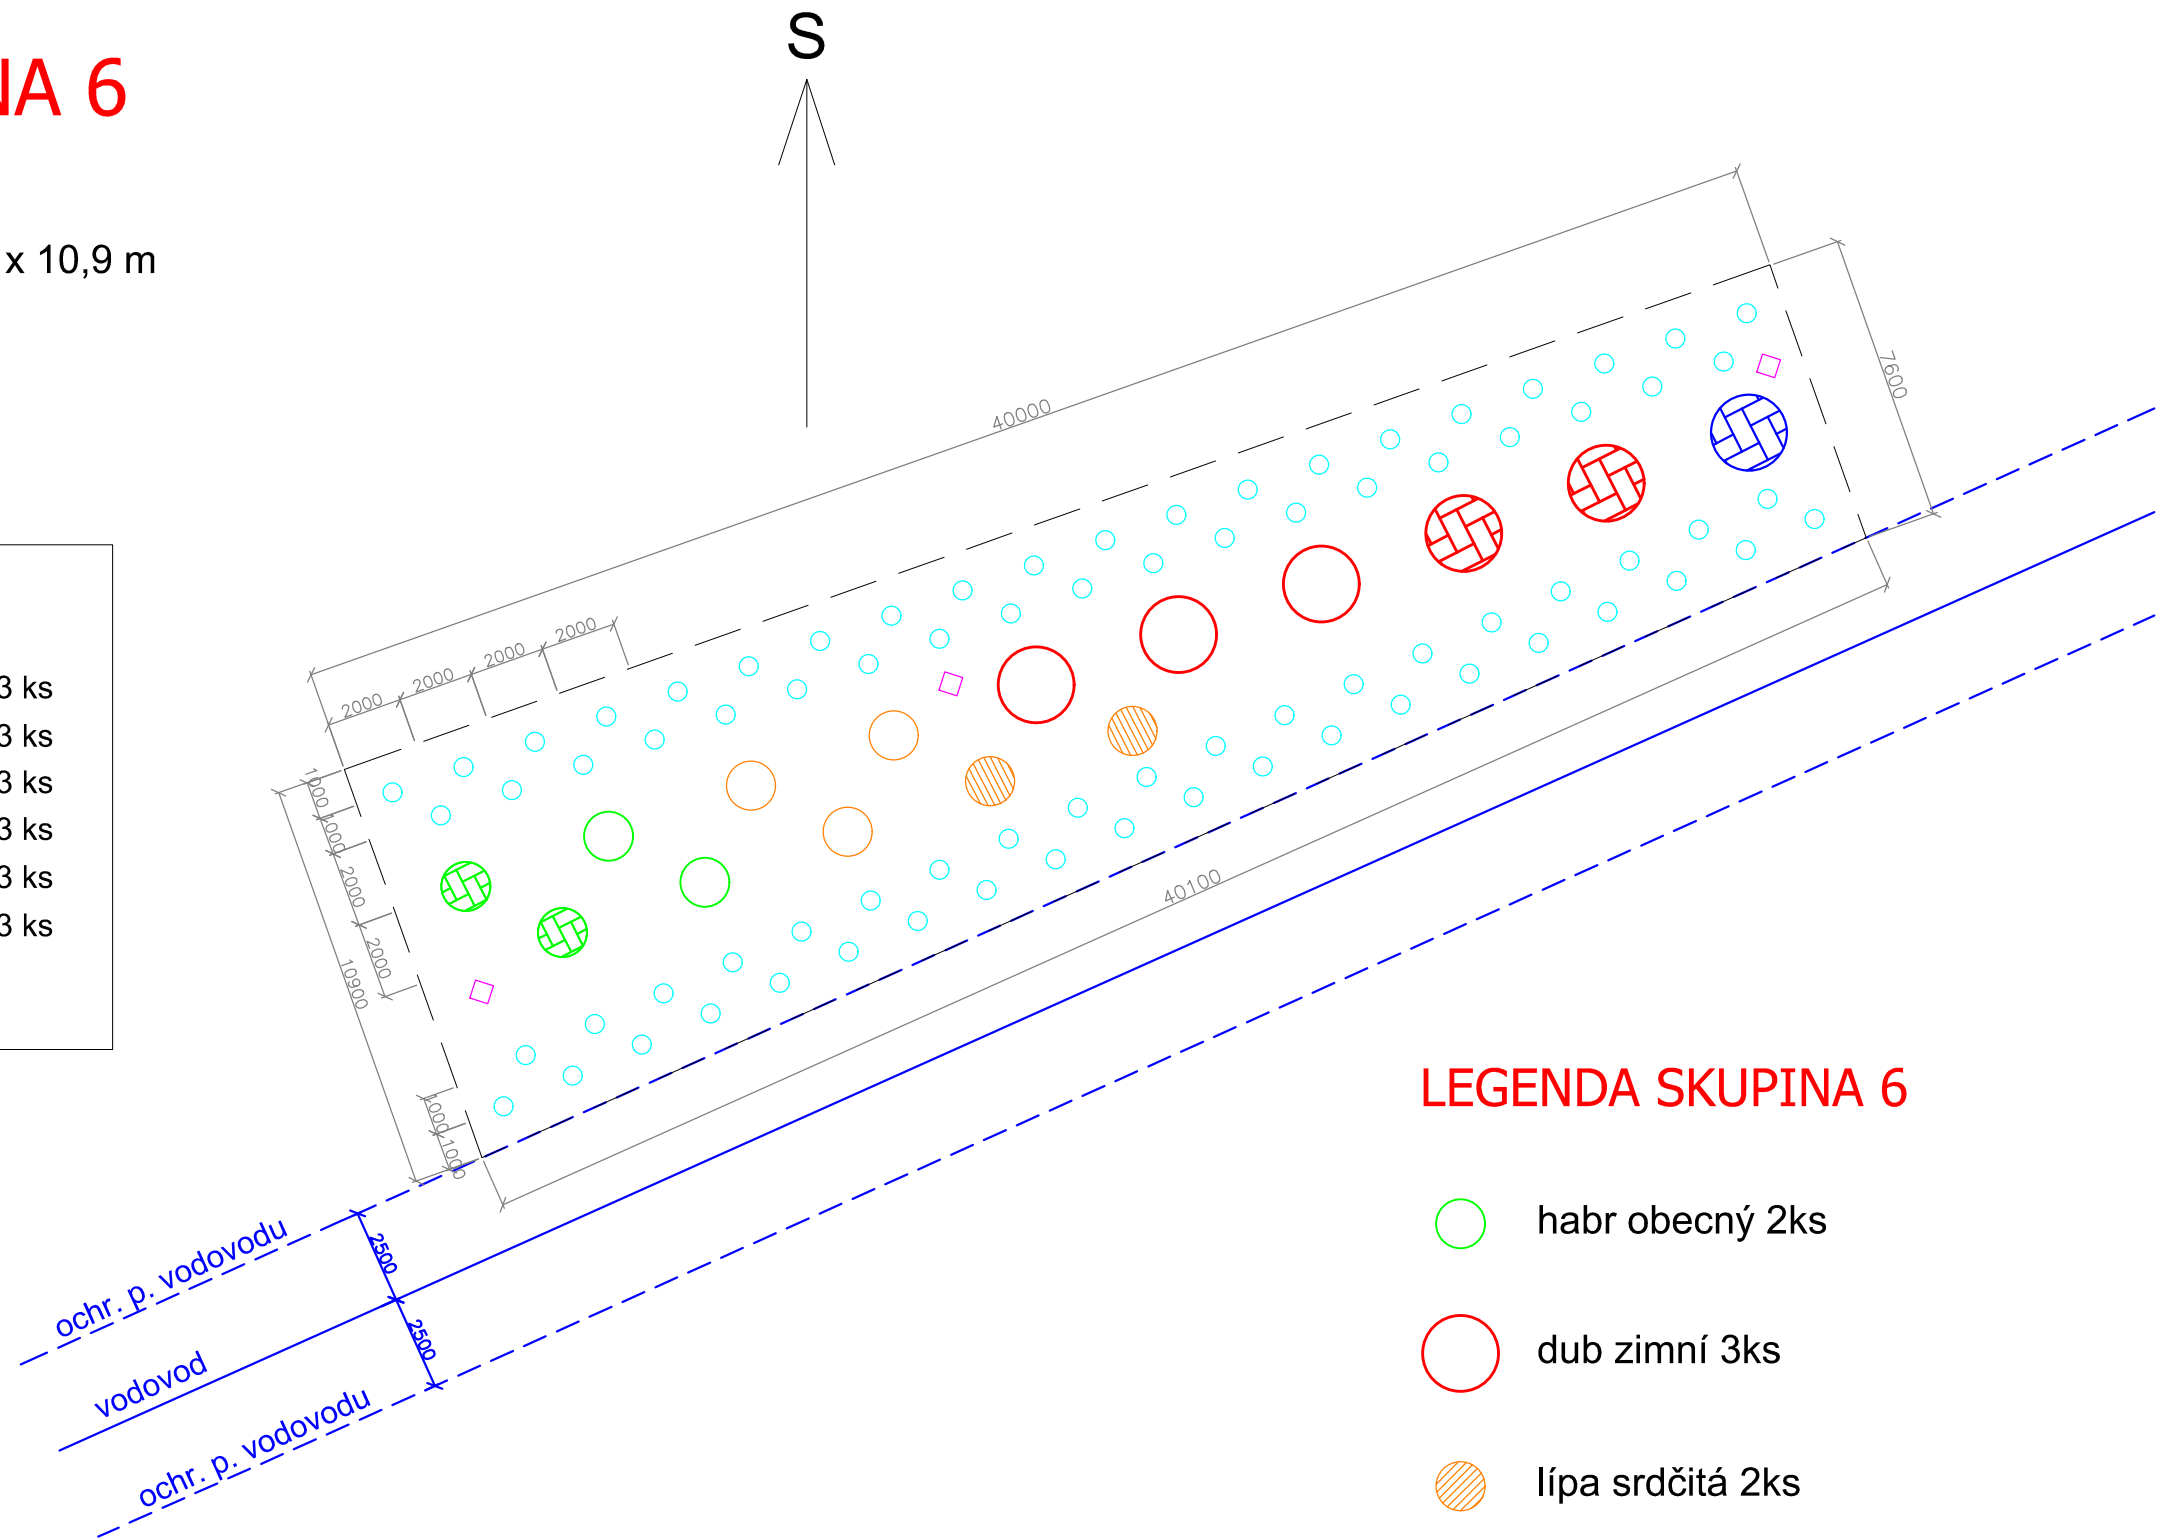 NA 6
S
x 10,9 m
3 ks
3 ks
3 ks
3 ks
3 ks
3 ks
40000
7600
2000
2000
2000
2000
1000
1000
2000
2000
10900
1000
1000
40100
2500
2500
ochr. p. vodovodu
vodovod
ochr. p. vodovodu
LEGENDA SKUPINA 6
habr obecný 2ks
dub zimní 3ks
lípa srdčitá 2ks